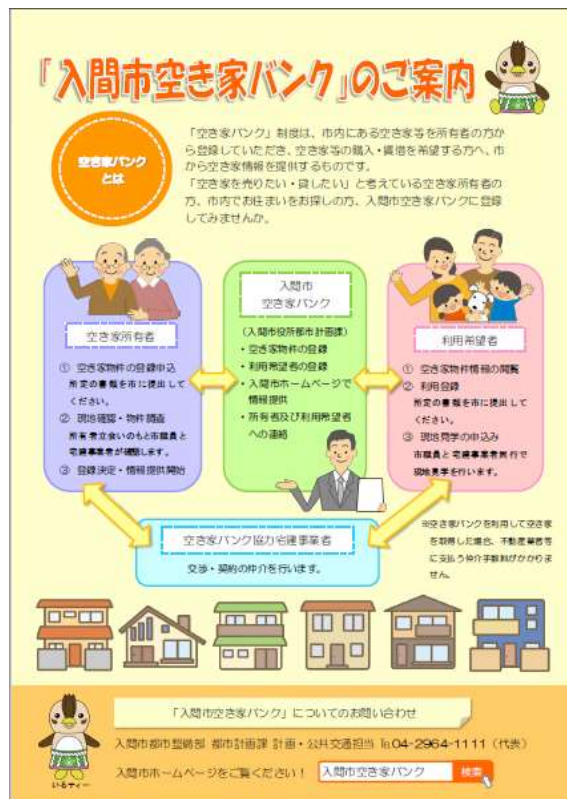 「入間市空き家バンク」のご案内
空き家バンク
とは
「空き家バンク」制度は、市内にある空き家等を所有者の方か
ら登録していただき、空き家等の購入・賃借を希望する方へ、市
から空き家情報を提供するものです。
「空き家を売りたい・貸したい」と考えている空き家所有者の
方、市内でお住まいをお探しの方、入間市空き家バンクに登録
してみませんか。
空き家所有者
① 空き家物件の登録申込
所定の書類を市に提出して
ください。
② 現地確認・物件調査
所有者立会いのもと市職員と
宅建事業者が確認します。
③ 登録決定・情報提供開始
入間市
空き家バンク
（入間市役所都市計画課）
・空き家物件の登録
・利用希望者の登録
・入間市ホームページで
情報提供
・所有者及び利用希望者
への連絡
利用希望者
① 空き家物件情報の閲覧
② 利用登録
所定の書類を市に提出して
ください。
③ 現地見学の申込み
市職員と宅建事業者同行で
現地見学を行います。
空き家バンク協力宅建事業者
交渉・契約の仲介を行います。
※空き家バンクを利用して空き家
を取得した場合、不動産業者等
に支払う仲介手数料がかかりま
せん。
「入間市空き家バンク」についてのお問い合わせ
入間市都市整備部 都市計画課 計画・公共交通担当 ℡04-2964-1111（代表）
入間市ホームページをご覧ください！ 入間市空き家バンク 検索
いるティー